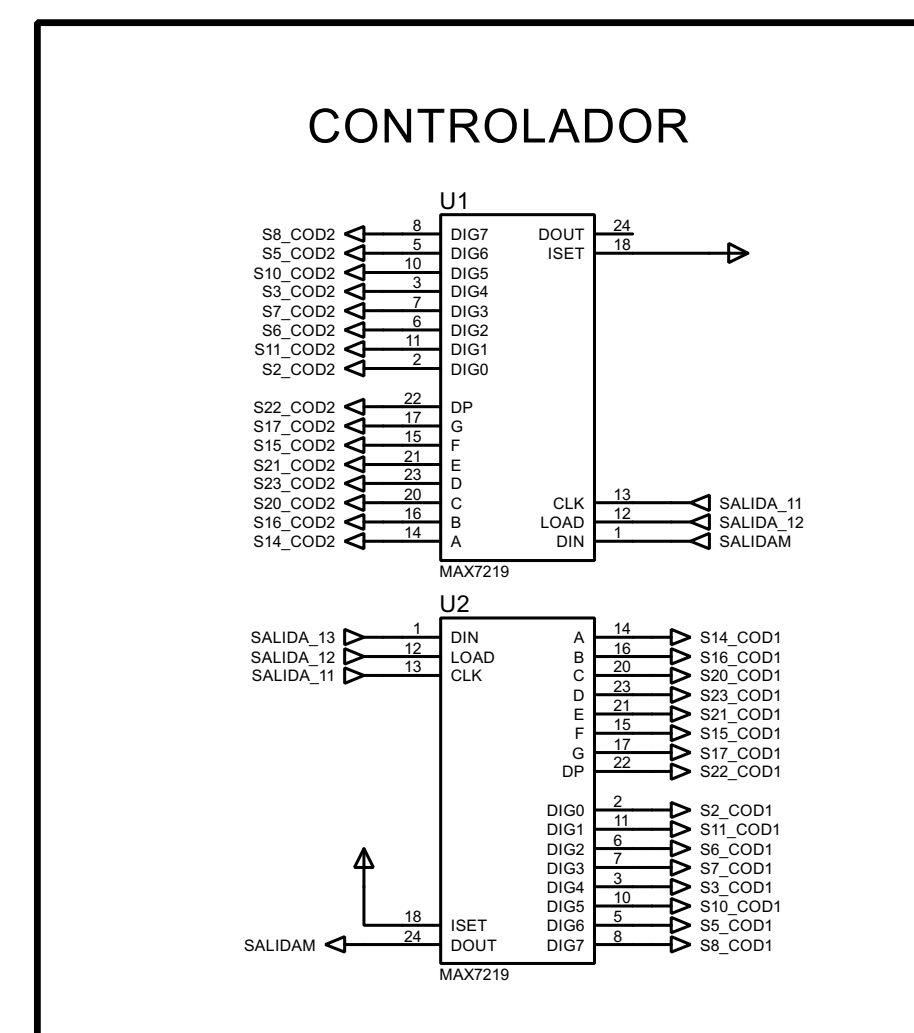 CONTROLADOR
U1
S8_COD2 8 DIG7 DOUT 24
S5_COD2 5 DIG6 ISET 18
S10_COD2 10 DIG5
S3_COD2 3 DIG4
S7_COD2 7 DIG3
S6_COD2 6 DIG2
S11_COD2 11 DIG1
S2_COD2 2 DIG0
S22_COD2 22 DP
S17_COD2 17 G
S15_COD2 15 F
S21_COD2 21 E
S23_COD2 23 D
S20_COD2 20 C CLK 13 SALIDA_11
S16_COD2 16 B LOAD 12 SALIDA_12
S14_COD2 14 A DIN 1 SALIDAM
MAX7219
U2
SALIDA_13 1 DIN A 14 S14_COD1
SALIDA_12 12 LOAD B 16 S16_COD1
SALIDA_11 13 CLK C 20 S20_COD1
D 23 S23_COD1
E 21 S21_COD1
F 15 S15_COD1
G 17 S17_COD1
DP 22 S22_COD1
DIG0 2 S2_COD1
DIG1 11 S11_COD1
DIG2 6 S6_COD1
DIG3 7 S7_COD1
DIG4 3 S3_COD1
DIG5 10 S10_COD1
18 ISET DIG6 5 S5_COD1
SALIDAM 24 DOUT DIG7 8 S8_COD1
MAX7219